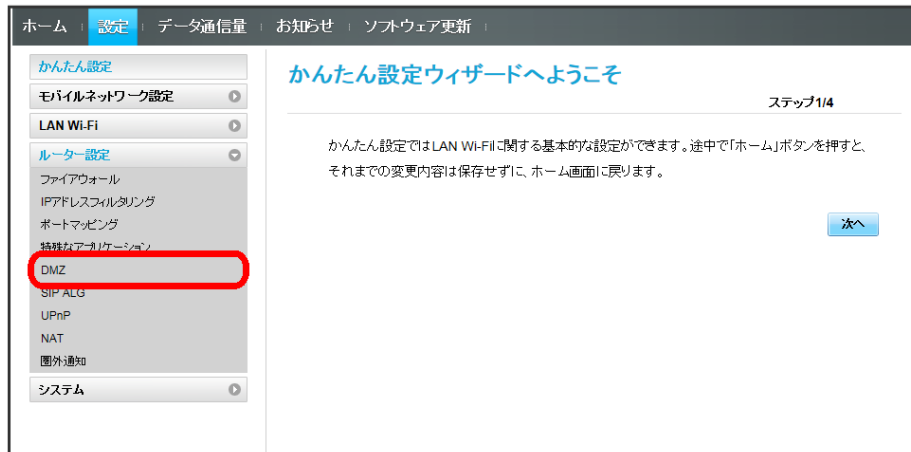 ホーム 設定 データ通信量 お知らせ ソフトウェア更新
かんたん設定
モバイルネットワーク設定
LAN Wi-Fi
ルーター設定
ファイアウォール
IPアドレスフィルタリング
ポートマッピング
特殊なアプリケーション
DMZ
SIP ALG
UPnP
NAT
圏外通知
システム
かんたん設定ウィザードへようこそ
ステップ1/4
かんたん設定ではLAN Wi-Fiに関する基本的な設定ができます。途中で「ホーム」ボタンを押すと、
それまでの変更内容は保存せずに、ホーム画面に戻ります。
次へ